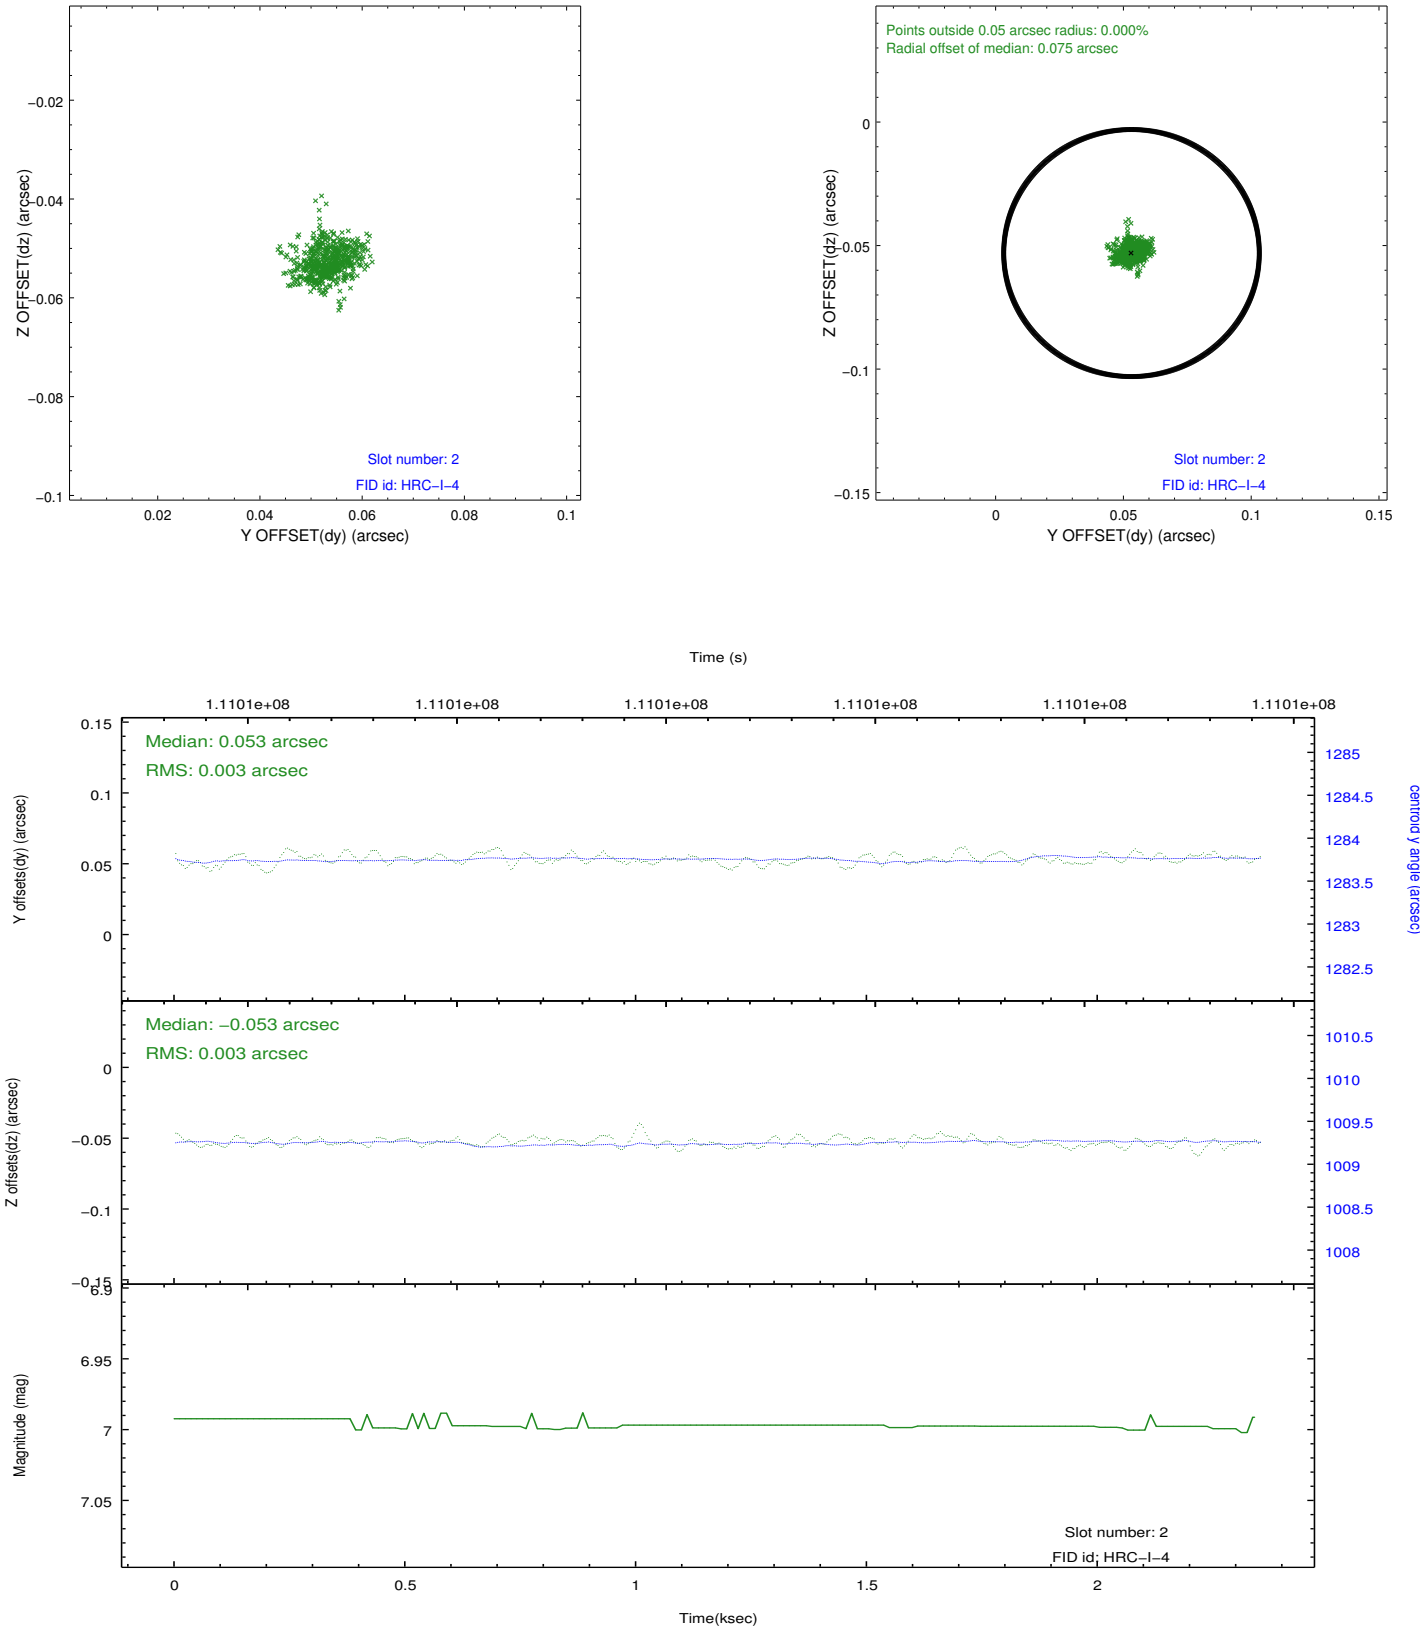 −0.02
−0.04
−0.06
−0.08
−0.1
Z OFFSET(dz) (arcsec)
Slot number: 2
FID id: HRC−I−4
0.02 0.04 0.06 0.08 0.1
Y OFFSET(dy) (arcsec)
Points outside 0.05 arcsec radius: 0.000%
Radial offset of median: 0.075 arcsec
0
−0.05
−0.1
−0.15
Z OFFSET(dz) (arcsec)
Slot number: 2
FID id: HRC−I−4
0 0.05 0.1 0.15
Y OFFSET(dy) (arcsec)
Time (s)
1.1101e+08 1.1101e+08 1.1101e+08 1.1101e+08 1.1101e+08 1.1101e+08
Median: 0.053 arcsec
RMS: 0.003 arcsec
0.15
0.1
0.05
0
Y offsets(dy) (arcsec)
1285
1284.5
1284
1283.5
1283
1282.5
centroid y angle (arcsec)
Median: −0.053 arcsec
RMS: 0.003 arcsec
0
−0.05
−0.1
−0.15
Z offsets(dz) (arcsec)
1010.5
1010
1009.5
1009
1008.5
1008
6.9
6.95
7
7.05
Magnitude (mag)
Slot number: 2
FID id: HRC−I−4
0 0.5 1 1.5 2
Time(ksec)